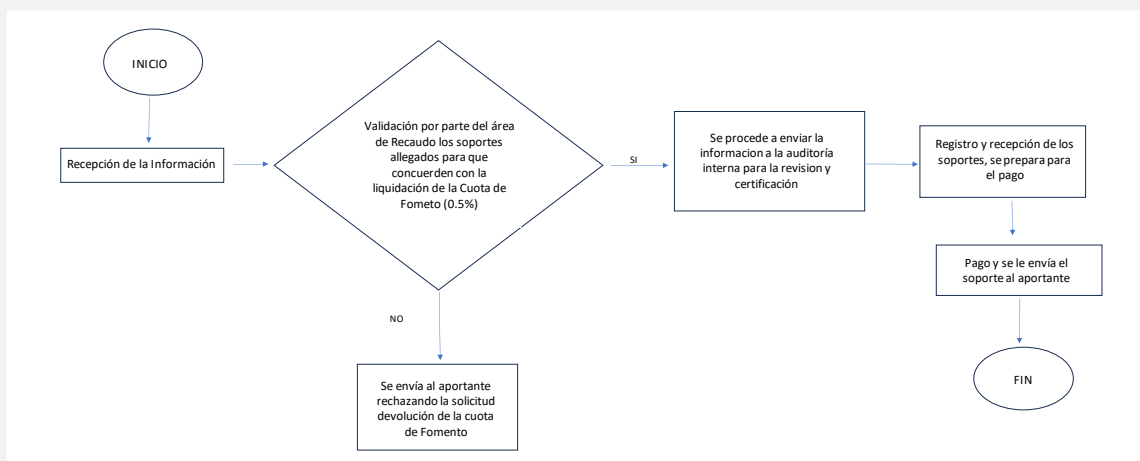 INICIO
Recepción de la Información
Validación por parte del área
de Recaudo los soportes
allegados para que
concuerden con la
liquidación de la Cuota de
Fometo (0.5%)
SI
Se procede a enviar la
informacion a la auditoría
interna para la revision y
certificación
Registro y recepción de los
soportes, se prepara para
el pago
Pago y se le envía el
soporte al aportante
FIN
NO
Se envía al aportante
rechazando la solicitud
devolución de la cuota
de Fomento